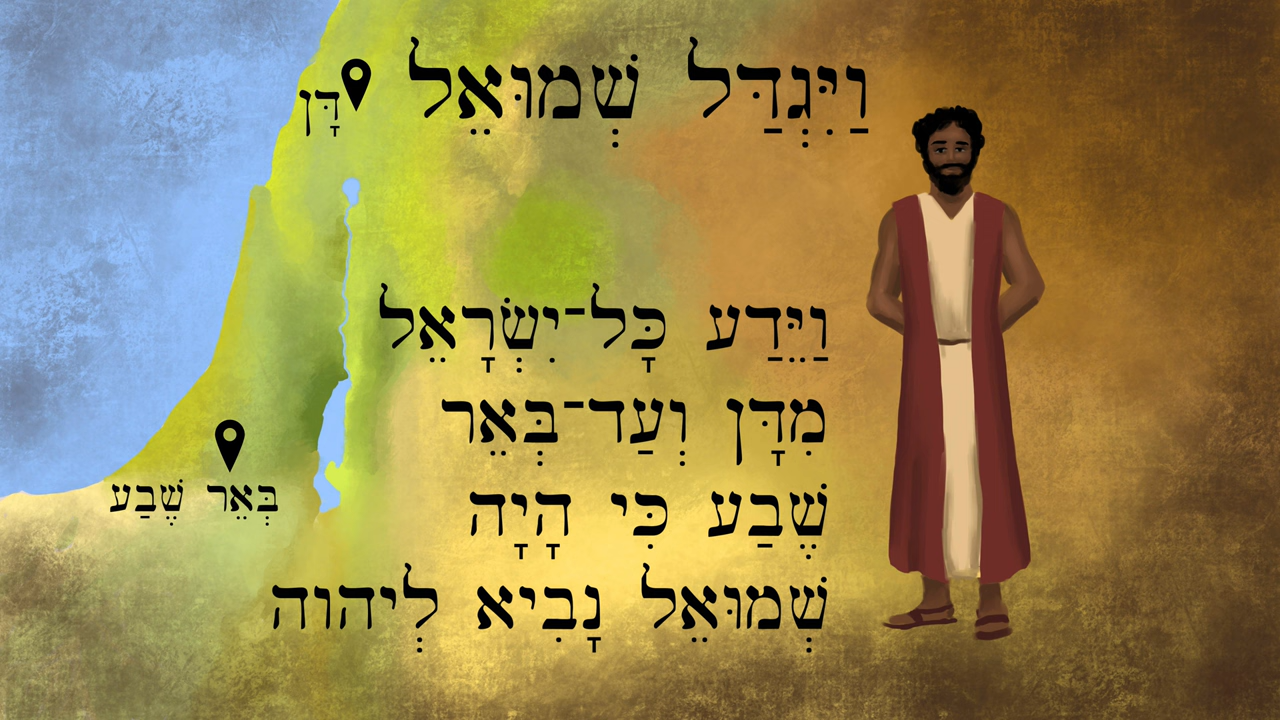 וַיִּגְדַּל שְׁמוּאֵל
דָּן
וַיֵּדַע כָּל־יִשְׂרָאֵל
מִדָּן וְעַד־בְּאֵר
שֶׁבַע כִּי הָיָה
שְׁמוּאֵל נָבִיא לְיהוה
בְּאֵר שֶׁבַע